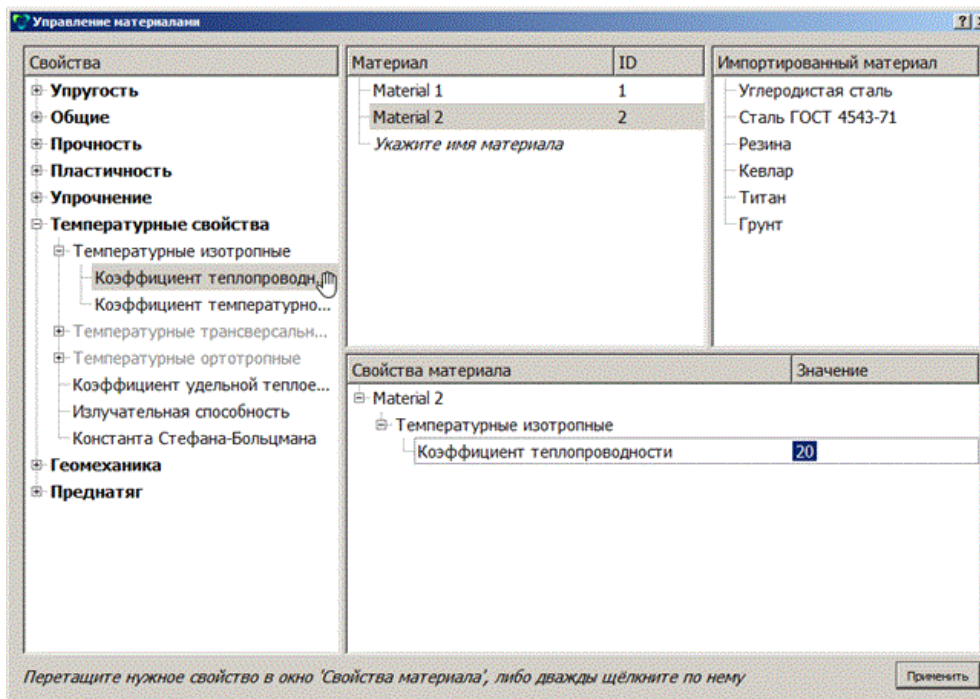 Управление материалами
Свойства
Упругость
Общие
Прочность
Пластичность
Упрочнение
Температурные свойства
Температурные изотропные
Коэффициент теплопроводн...
Коэффициент температурно...
Температурные трансверсальн...
Температурные ортотропные
Коэффициент удельной теплое...
Излучательная способность
Константа Стефана-Больцмана
Геомеханика
Преднатяг
Материал ID
Material 1 1
Material 2 2
Укажите имя материала
Импортированный материал
Углеродистая сталь
Сталь ГОСТ 4543-71
Резина
Кевлар
Титан
Грунт
Свойства материала Значение
Material 2
Температурные изотропные
Коэффициент теплопроводности 20
Перетащите нужное свойство в окно 'Свойства материала', либо дважды щёлкните по нему
Применить